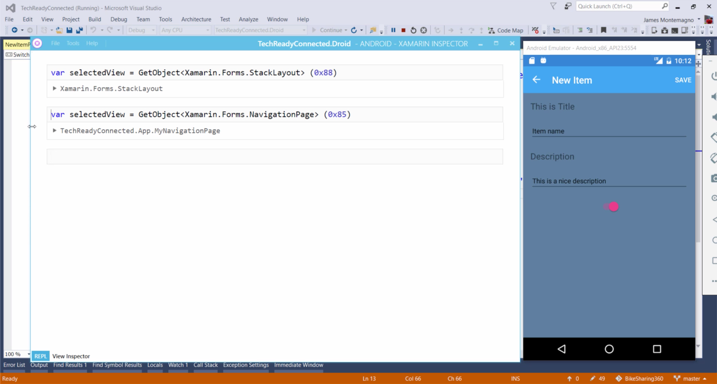 TechReadyConnected (Running) - Microsoft Visual Studio
Quick Launch (Ctrl+Q)
File Edit View Project Build Debug Team Tools Architecture Test Analyze Window Help
James Montemagno
Debug Any CPU TechReadyConnected.Droid Continue Code Map
NewItemP
Switch
File Tools Help
TechReadyConnected.Droid - ANDROID - XAMARIN INSPECTOR
var selectedView = GetObject<Xamarin.Forms.StackLayout> (0x88)
Xamarin.Forms.StackLayout
var selectedView = GetObject<Xamarin.Forms.NavigationPage> (0x85)
TechReadyConnected.App.MyNavigationPage
REPL View Inspector
Android Emulator - Android_x86_API23:5554
10:12
New Item
SAVE
This is Title
Item name
Description
This is a nice description
100 %
Error List Output Find Results 1 Find Symbol Results Locals Watch 1 Call Stack Exception Settings Immediate Window
Ready Ln 13 Col 66 Ch 66 INS 0 49 BikeSharing360 master